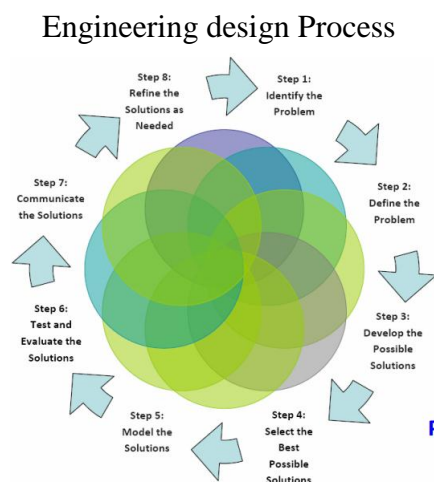 Engineering design Process
Step 8:
Refine the
Solutions as
Needed
Step 1:
Identify the
Problem
Step 2:
Define the
Problem
Step 3:
Develop the
Possible
Solutions
Step 4:
Select the
Best
Possible
Solutions
Step 5:
Model the
Solutions
Step 6:
Test and
Evaluate the
Solutions
Step 7:
Communicate
the Solutions